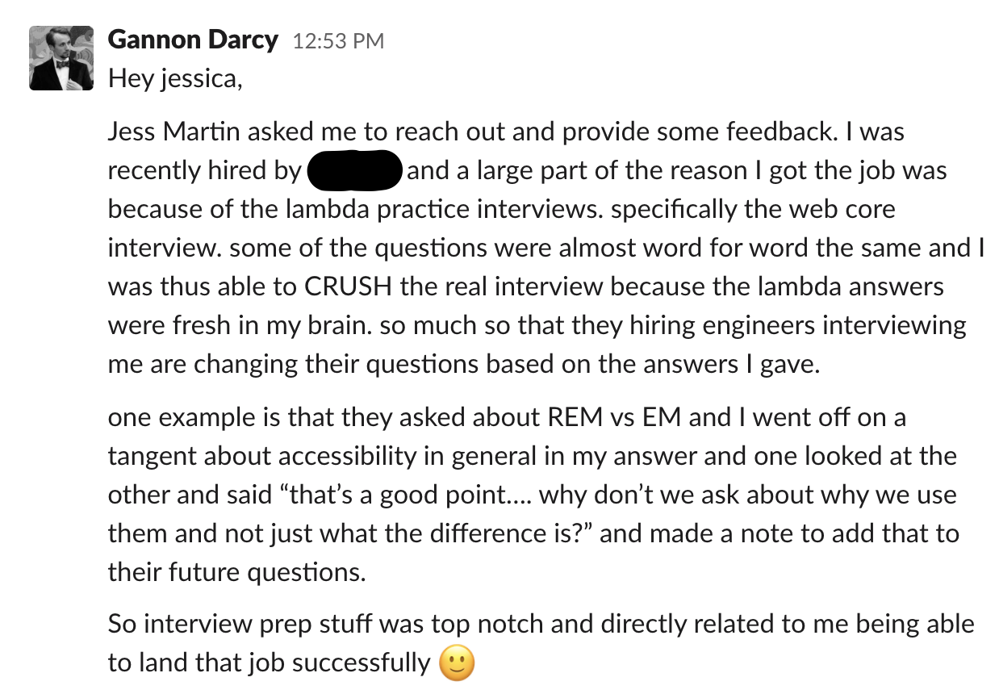 Gannon Darcy 12:53 PM
Hey jessica,
Jess Martin asked me to reach out and provide some feedback. I was
recently hired by and a large part of the reason I got the job was
because of the lambda practice interviews. specifically the web core
interview. some of the questions were almost word for word the same and I
was thus able to CRUSH the real interview because the lambda answers
were fresh in my brain. so much so that they hiring engineers interviewing
me are changing their questions based on the answers I gave.
one example is that they asked about REM vs EM and I went off on a
tangent about accessibility in general in my answer and one looked at the
other and said “that’s a good point.... why don’t we ask about why we use
them and not just what the difference is?” and made a note to add that to
their future questions.
So interview prep stuff was top notch and directly related to me being able
to land that job successfully 🙂